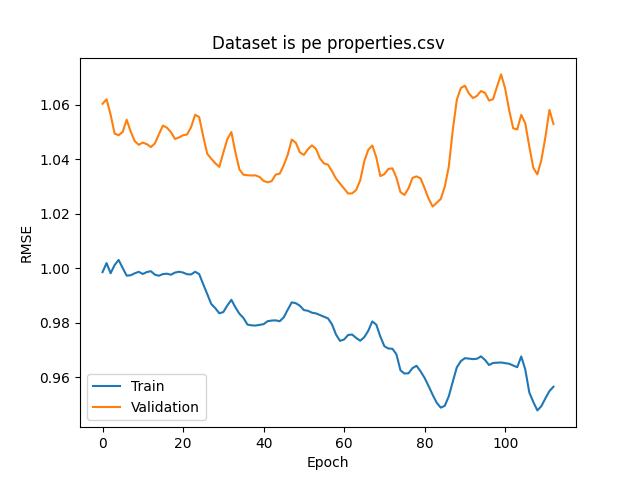 Dataset is pe properties.csv
RMSE
1.06
1.04
1.02
1.00
0.98
0.96
Train
Validation
0 20 40 60 80 100
Epoch